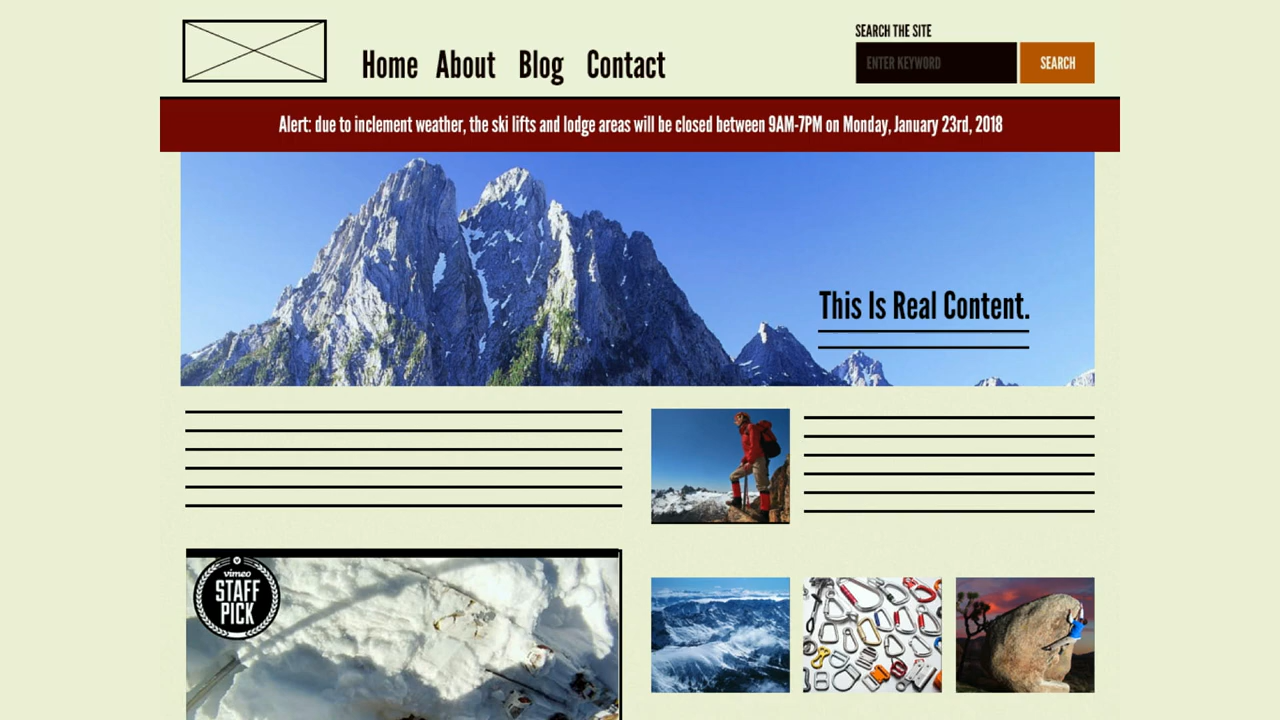 SEARCH THE SITE
Home About Blog Contact
ENTER KEYWORD
SEARCH
Alert: due to inclement weather, the ski lifts and lodge areas will be closed between 9AM-7PM on Monday, January 23rd, 2018
This Is Real Content.
vimeo
STAFF
PICK